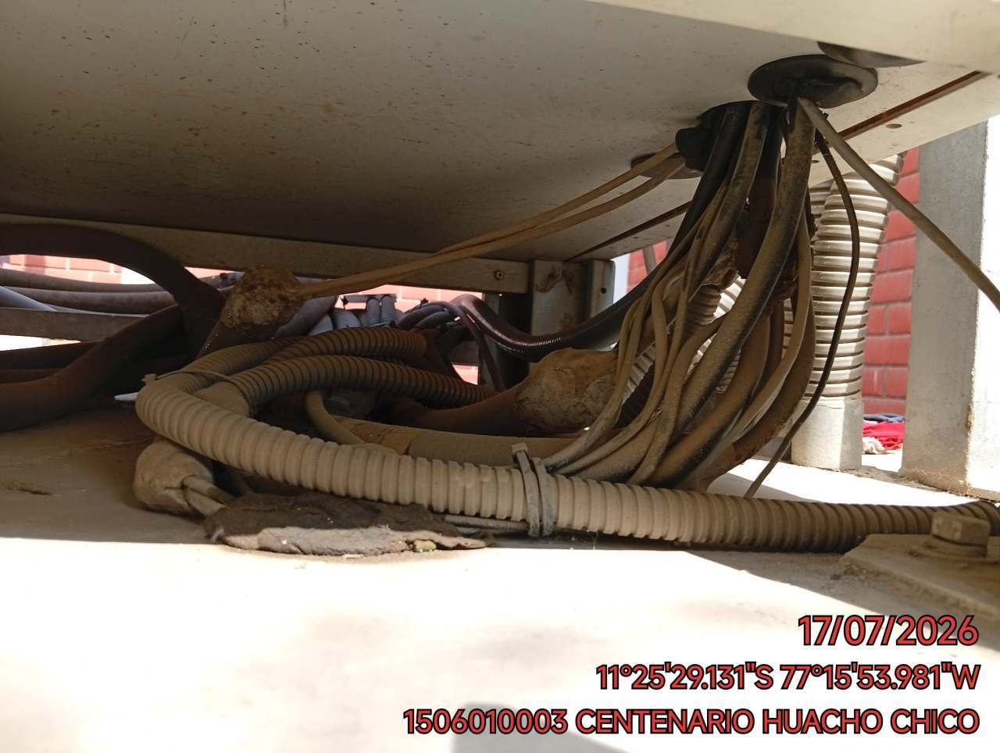 17/07/2026
11°25'29.131"S 77°15'53.981"W
1506010003 CENTENARIO HUACHO CHICO